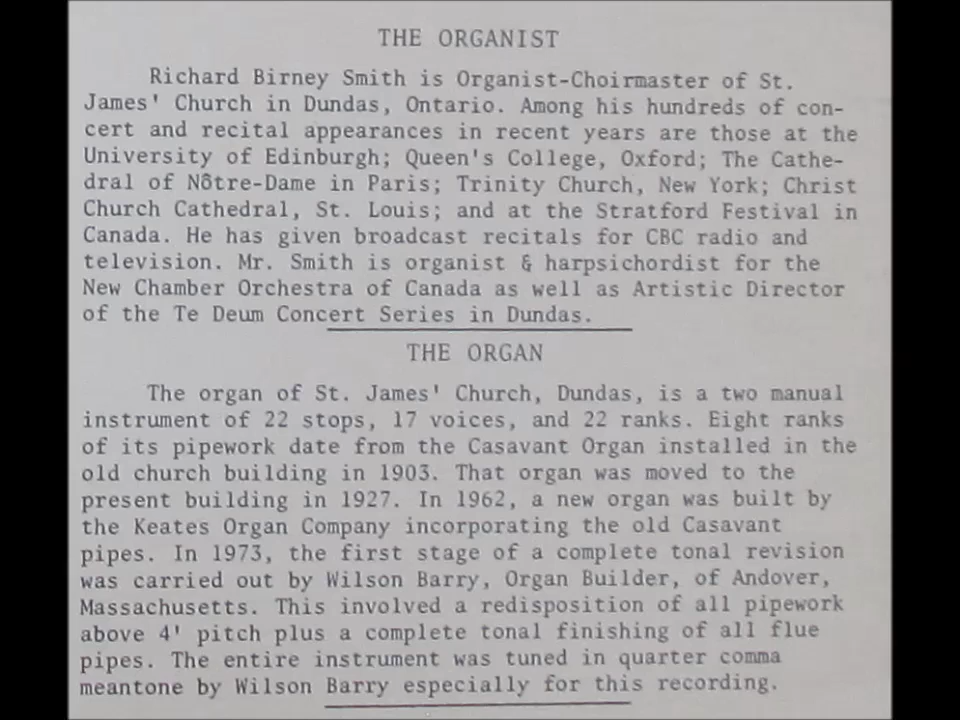 THE ORGANIST
Richard Birney Smith is Organist-Choirmaster of St.
James' Church in Dundas, Ontario. Among his hundreds of con-
cert and recital appearances in recent years are those at the
University of Edinburgh; Queen's College, Oxford; The Cathe-
dral of Nôtre-Dame in Paris; Trinity Church, New York; Christ
Church Cathedral, St. Louis; and at the Stratford Festival in
Canada. He has given broadcast recitals for CBC radio and
television. Mr. Smith is organist & harpsichordist for the
New Chamber Orchestra of Canada as well as Artistic Director
of the Te Deum Concert Series in Dundas.
THE ORGAN
The organ of St. James' Church, Dundas, is a two manual
instrument of 22 stops, 17 voices, and 22 ranks. Eight ranks
of its pipework date from the Casavant Organ installed in the
old church building in 1903. That organ was moved to the
present building in 1927. In 1962, a new organ was built by
the Keates Organ Company incorporating the old Casavant
pipes. In 1973, the first stage of a complete tonal revision
was carried out by Wilson Barry, Organ Builder, of Andover,
Massachusetts. This involved a redisposition of all pipework
above 4' pitch plus a complete tonal finishing of all flue
pipes. The entire instrument was tuned in quarter comma
meantone by Wilson Barry especially for this recording.